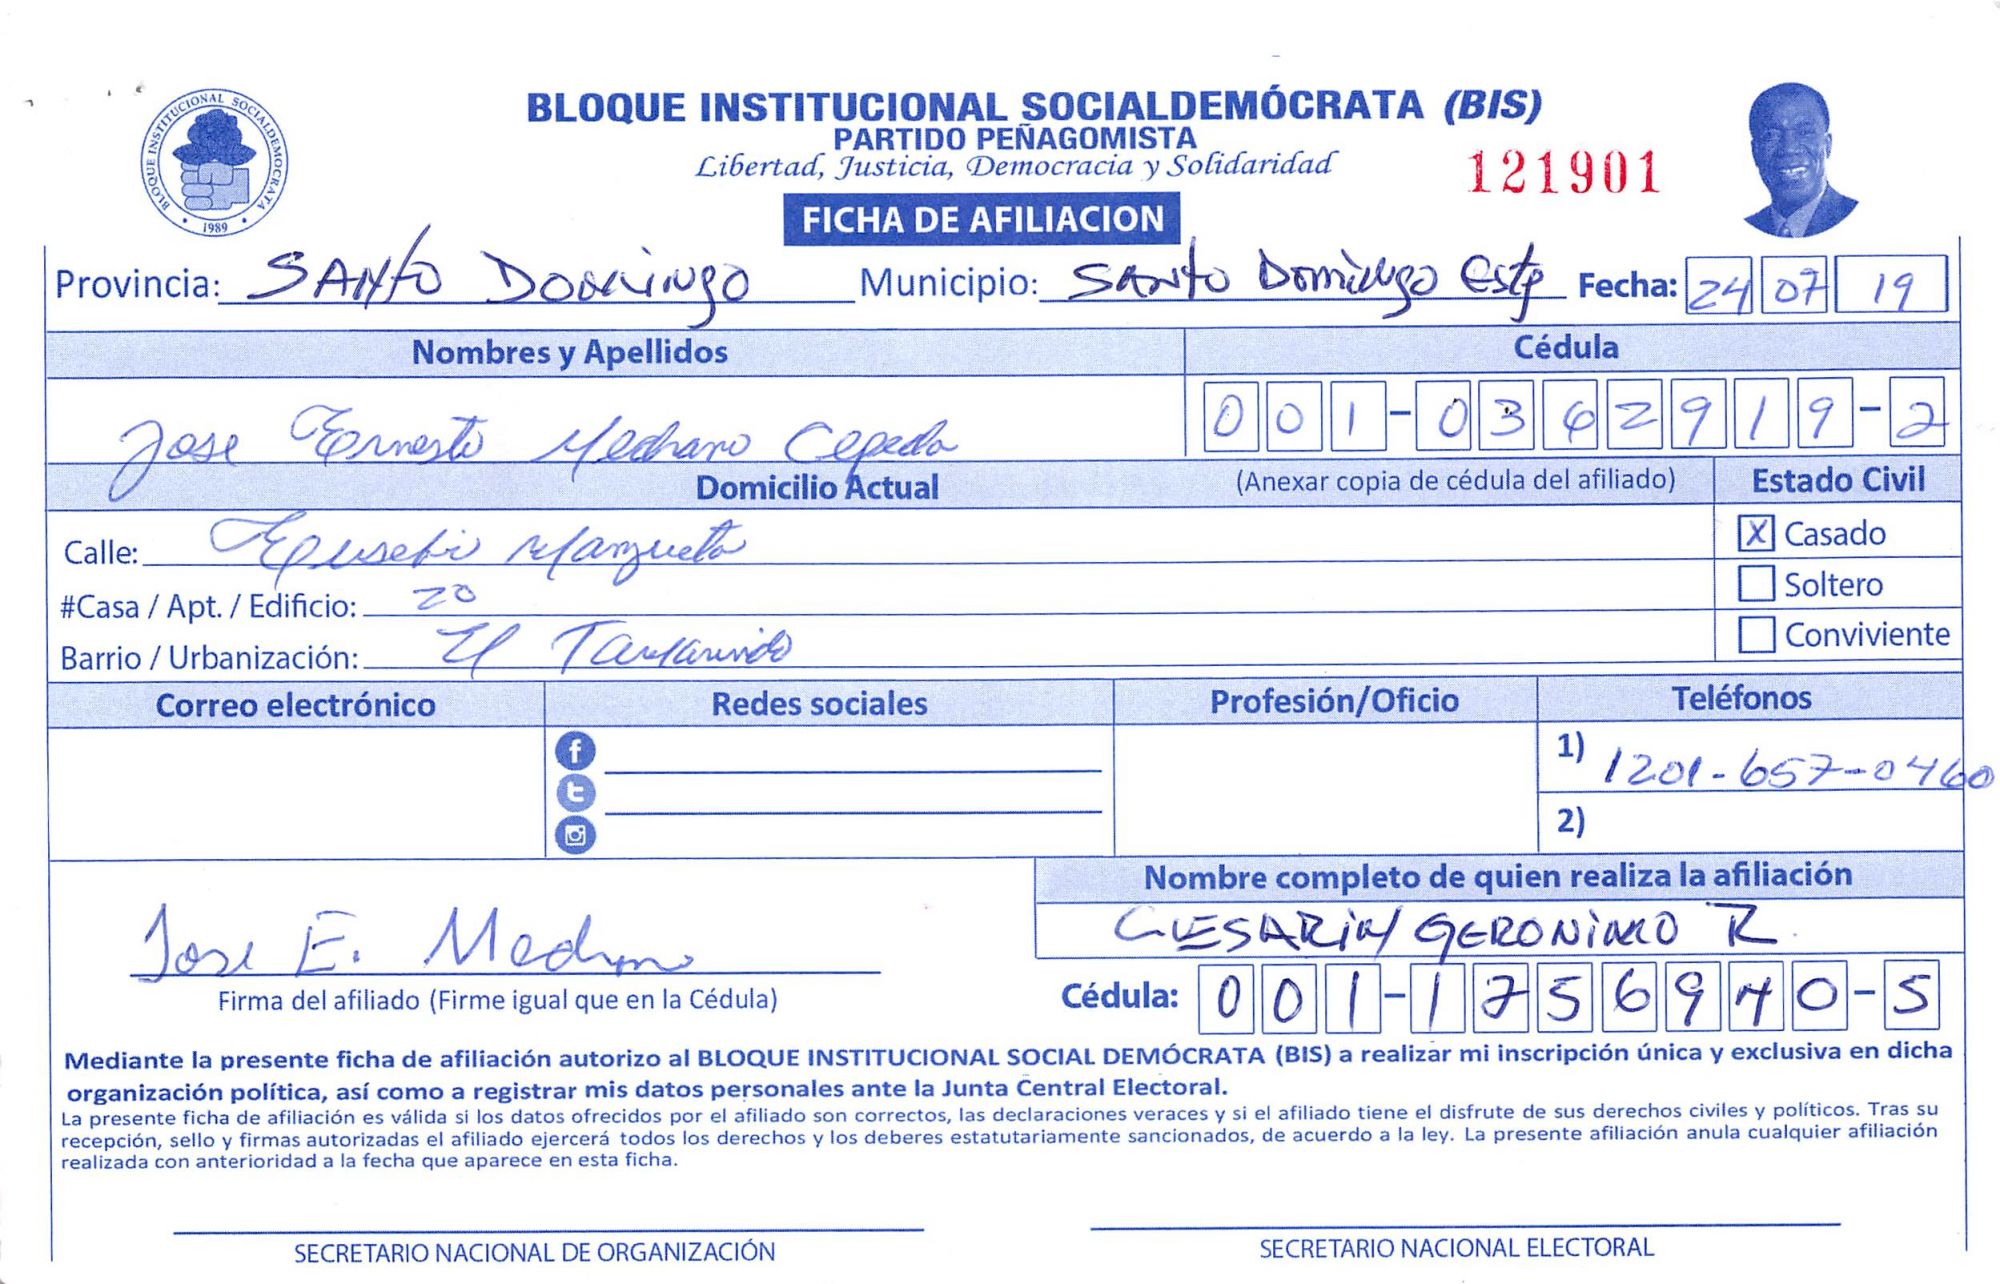 BLOQUE INSTITUCIONAL SOCIALDEMÓCRATA
1989
BLOQUE INSTITUCIONAL SOCIALDEMÓCRATA (BIS)
PARTIDO PEÑAGOMISTA
Libertad, Justicia, Democracia y Solidaridad
121901
FICHA DE AFILIACION
Provincia: SANTO DOMINGO Municipio: SANTO DOMINGO ESTE Fecha: 24 07 19
Nombres y Apellidos Cédula
Jose Ernesto Medrano Cepeda 001-0362919-2
Domicilio Actual (Anexar copia de cédula del afiliado) Estado Civil
Calle: Eusebio Manzueta X Casado
#Casa / Apt. / Edificio: 20 Soltero
Barrio / Urbanización: El Tamarindo Conviviente
Correo electrónico Redes sociales Profesión/Oficio Teléfonos
1) 1201-657-0460
2)
Nombre completo de quien realiza la afiliación
GERONIMO R.
Jose E. Medrano
Firma del afiliado (Firme igual que en la Cédula) Cédula: 001-1756940-5
Mediante la presente ficha de afiliación autorizo al BLOQUE INSTITUCIONAL SOCIAL DEMÓCRATA (BIS) a realizar mi inscripción única y exclusiva en dicha
organización política, así como a registrar mis datos personales ante la Junta Central Electoral.
La presente ficha de afiliación es válida si los datos ofrecidos por el afiliado son correctos, las declaraciones veraces y si el afiliado tiene el disfrute de sus derechos civiles y políticos. Tras su
recepción, sello y firmas autorizadas el afiliado ejercerá todos los derechos y los deberes estatutariamente sancionados, de acuerdo a la ley. La presente afiliación anula cualquier afiliación
realizada con anterioridad a la fecha que aparece en esta ficha.
SECRETARIO NACIONAL DE ORGANIZACIÓN SECRETARIO NACIONAL ELECTORAL